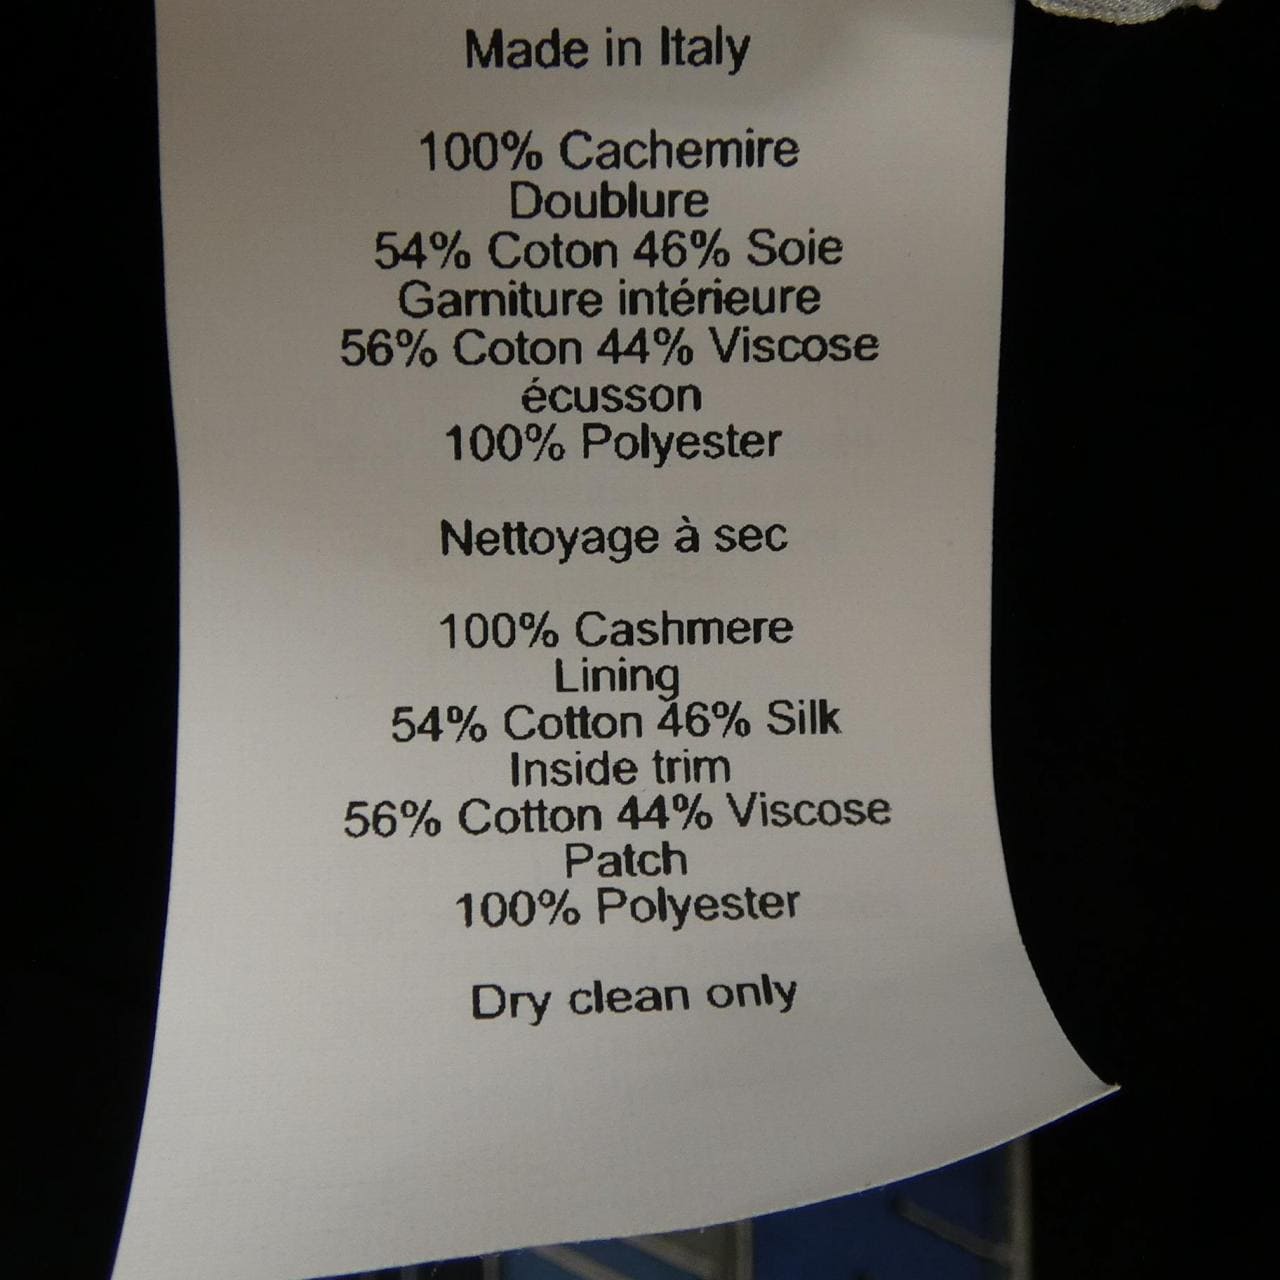 Made in Italy
100% Cachemire
Doublure
54% Coton 46% Soie
Garniture intérieure
56% Coton 44% Viscose
écusson
100% Polyester
Nettoyage à sec
100% Cashmere
Lining
54% Cotton 46% Silk
Inside trim
56% Cotton 44% Viscose
Patch
100% Polyester
Dry clean only